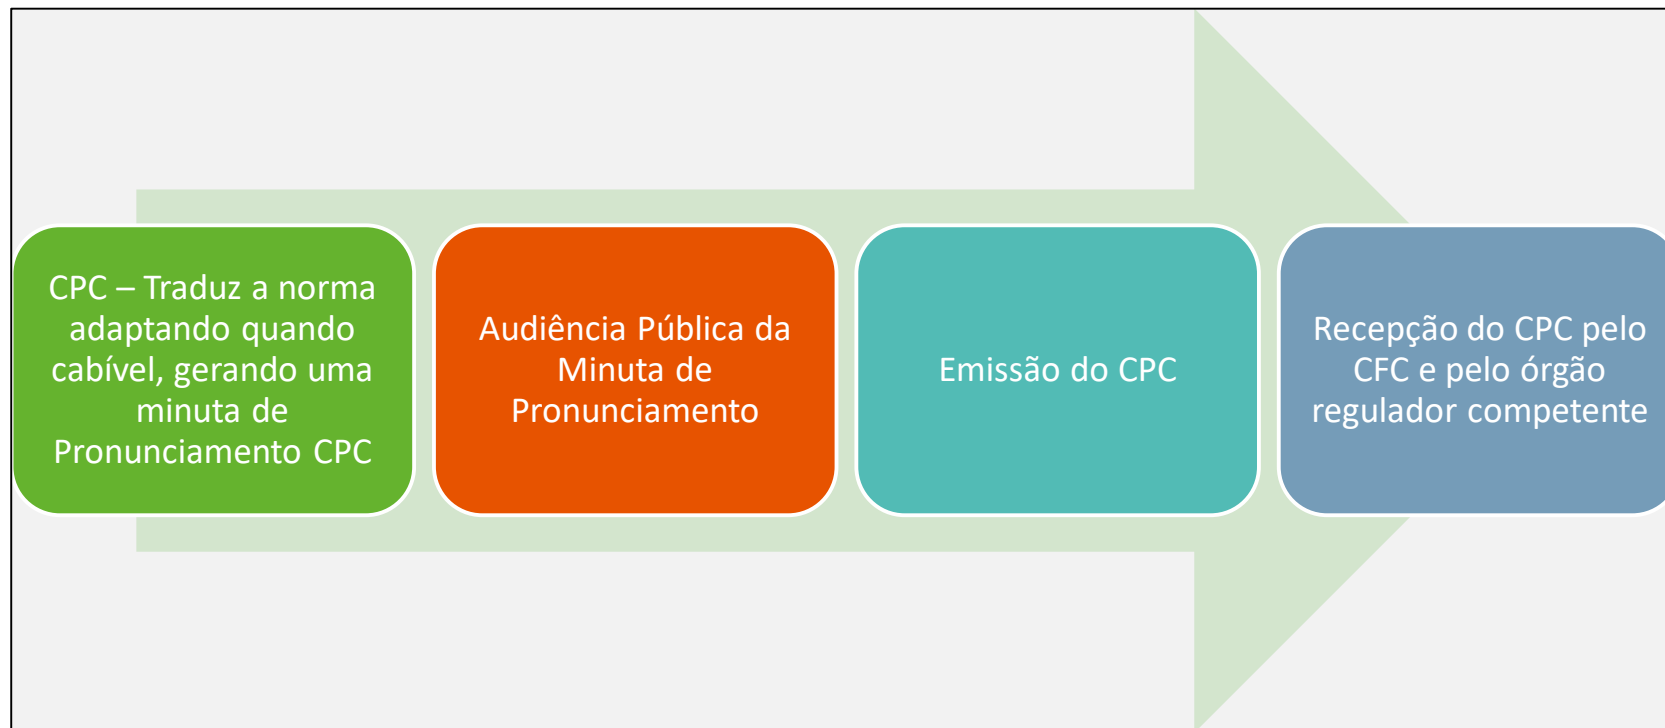 CPC – Traduz a norma
adaptando quando
cabível, gerando uma
minuta de
Pronunciamento CPC
Audiência Pública da
Minuta de
Pronunciamento
Emissão do CPC
Recepção do CPC pelo
CFC e pelo órgão
regulador competente